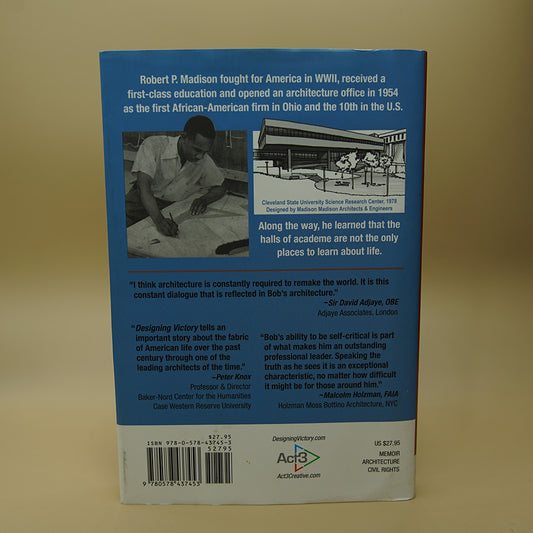 Robert P. Madison fought for America in WWII, received a
first-class education and opened an architecture office in 1954
as the first African-American firm in Ohio and the 10th in the U.S.
Cleveland State University Science Research Center, 1978
Designed by Madison Madison Architects & Engineers
Along the way, he learned that the
halls of academe are not the only
places to learn about life.
"I think architecture is constantly required to remake the world. It is this
constant dialogue that is reflected in Bob's architecture."
~Sir David Adjaye, OBE
Adjaye Associates, London
"Designing Victory tells an
important story about the fabric
of American life over the past
century through one of the
leading architects of the time."
~Peter Knox
Professor & Director
Baker-Nord Center for the Humanities
Case Western Reserve University
"Bob's ability to be self-critical is part
of what makes him an outstanding
professional leader. Speaking the
truth as he sees it is an exceptional
characteristic, no matter how difficult
it might be for those around him."
~Malcolm Holzman, FAIA
Holzman Moss Bottino Architecture, NYC
$27.95
ISBN 978-0-578-43745-3
52795
9 780578 437453
DesigningVictory.com
Act3
Act3Creative.com
US $27.95
MEMOIR
ARCHITECTURE
CIVIL RIGHTS